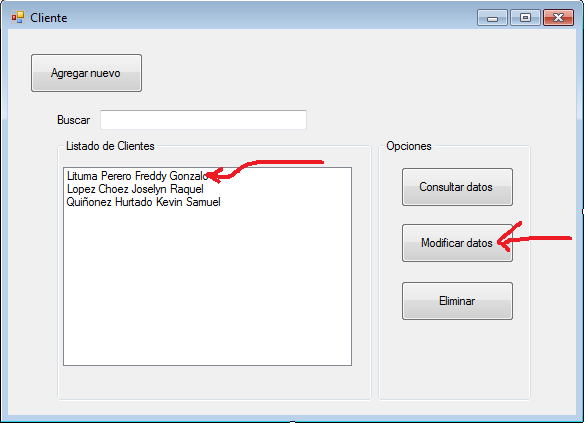 Cliente
Agregar nuevo
Buscar
Listado de Clientes
Lituma Perero Freddy Gonzalo
Lopez Choez Joselyn Raquel
Quiñonez Hurtado Kevin Samuel
Opciones
Consultar datos
Modificar datos
Eliminar